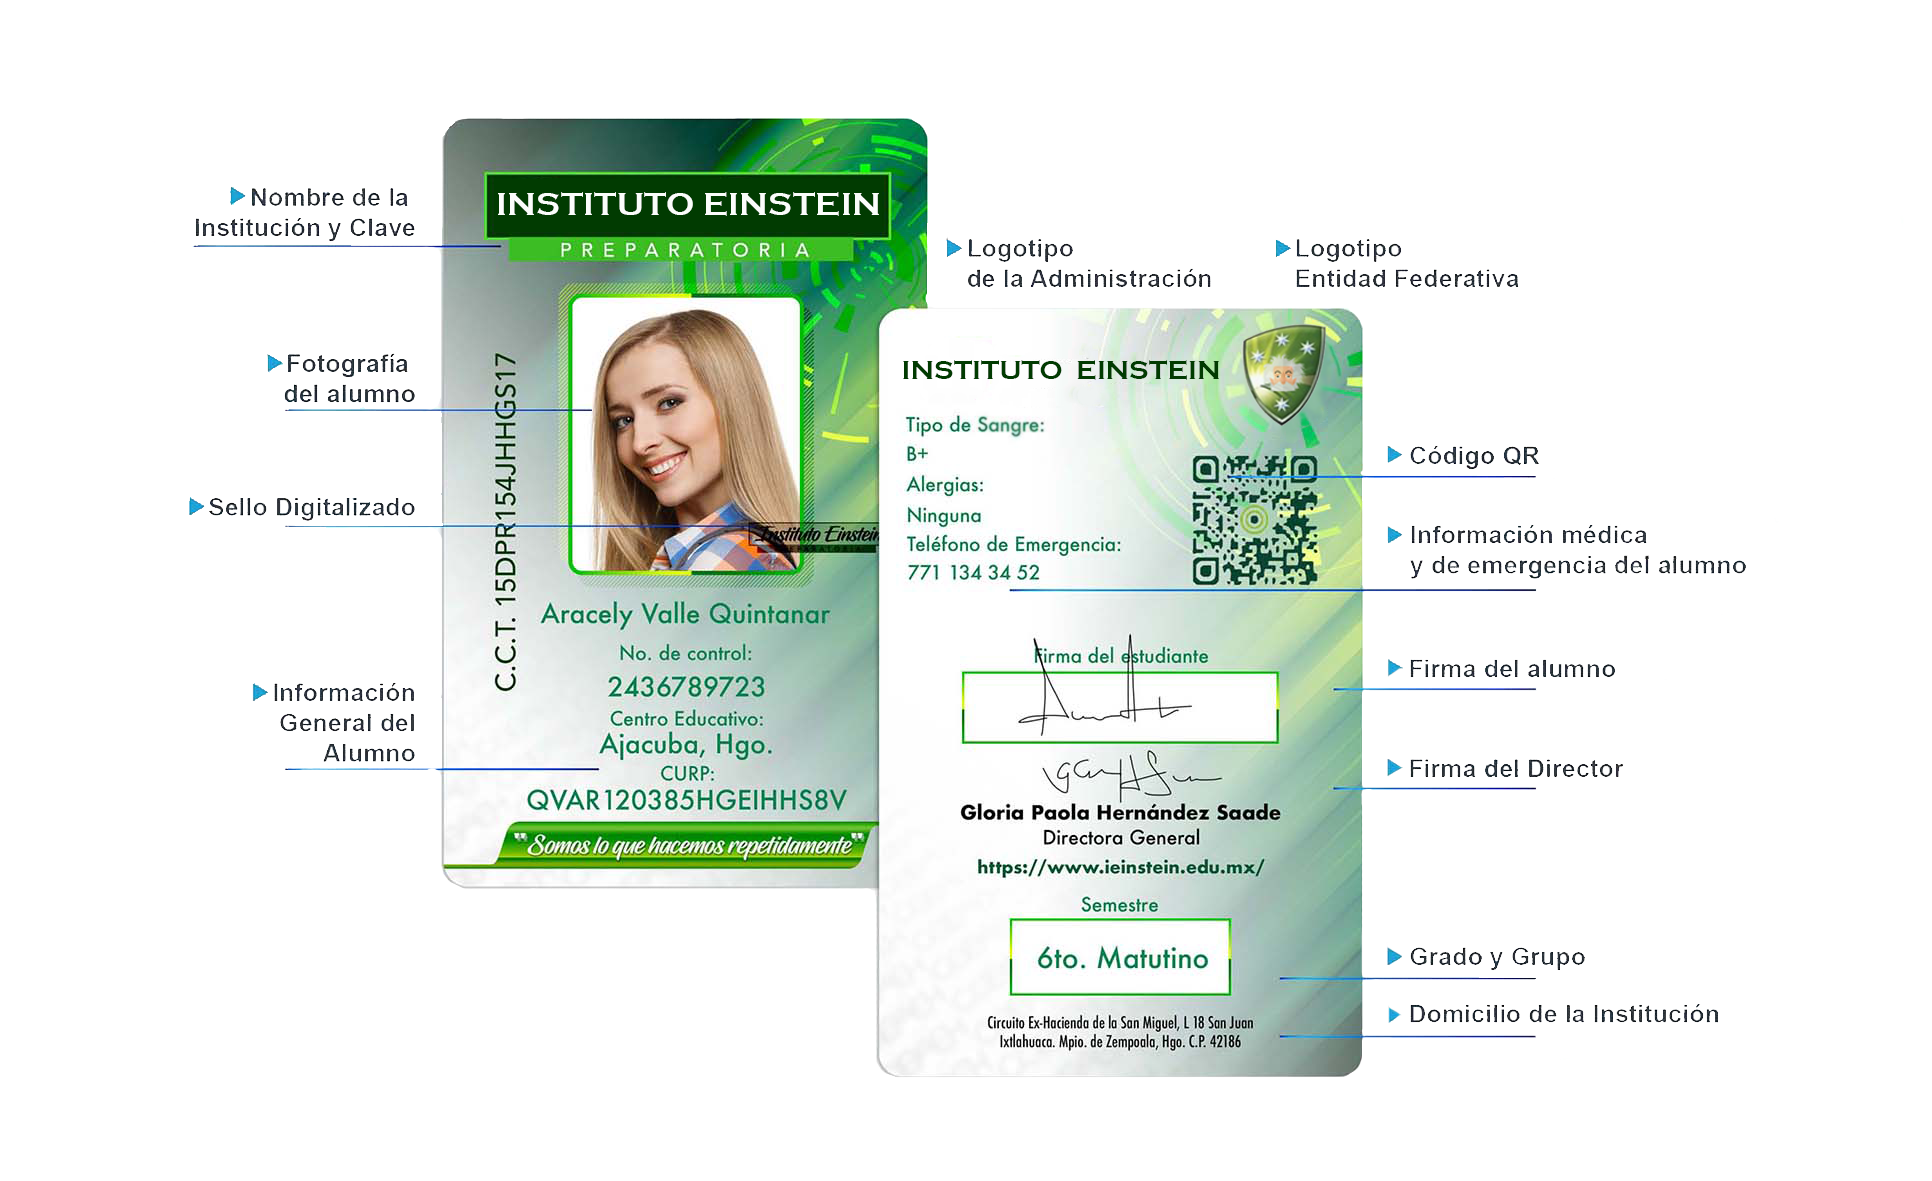 Nombre de la
Institución y Clave
Fotografía
del alumno
Sello Digitalizado
Información
General del
Alumno
INSTITUTO EINSTEIN
PREPARATORIA
C.C.T. 15DPR154JHHGS17
Instituto Einstein
PREPARATORIA
Aracely Valle Quintanar
No. de control:
2436789723
Centro Educativo:
Ajacuba, Hgo.
CURP:
QVAR120385HGEIHHS8V
"Somos lo que hacemos repetidamente"
Logotipo
de la Administración
Logotipo
Entidad Federativa
INSTITUTO EINSTEIN
Tipo de Sangre:
B+
Alergias:
Ninguna
Teléfono de Emergencia:
771 134 34 52
Firma del estudiante
Gloria Paola Hernández Saade
Directora General
https://www.ieinstein.edu.mx/
Semestre
6to. Matutino
Circuito Ex-Hacienda de la San Miguel, L 18 San Juan
Ixtlahuaca. Mpio. de Zempoala, Hgo. C.P. 42186
Código QR
Información médica
y de emergencia del alumno
Firma del alumno
Firma del Director
Grado y Grupo
Domicilio de la Institución